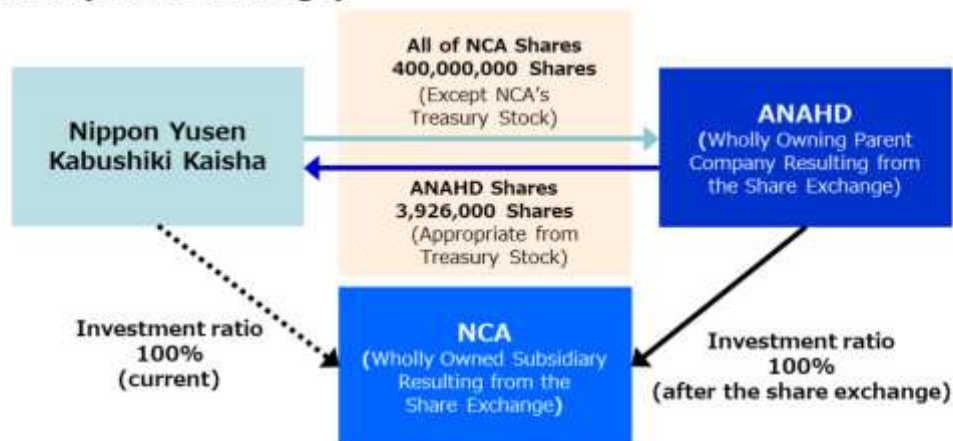 All of NCA Shares
400,000,000 Shares
(Except NCA's
Treasury Stock)
Nippon Yusen
Kabushiki Kaisha
ANAHD
(Wholly Owning Parent
Company Resulting from
the Share Exchange)
ANAHD Shares
3,926,000 Shares
(Appropriate from
Treasury Stock)
Investment ratio
100%
(current)
NCA
(Wholly Owned Subsidiary
Resulting from the
Share Exchange)
Investment ratio
100%
(after the share exchange)